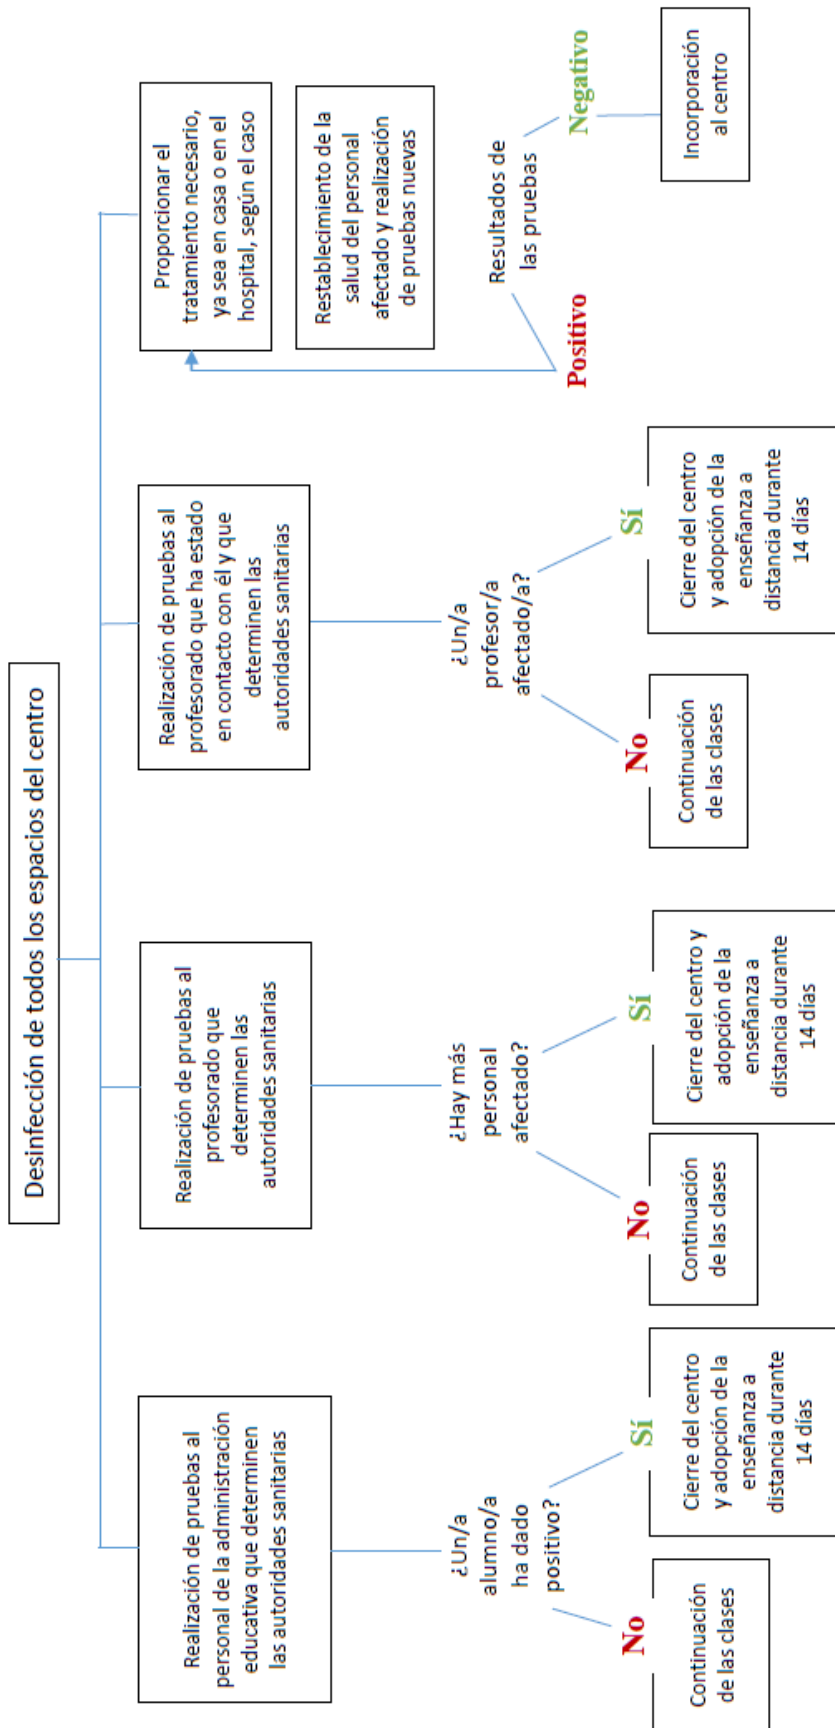 Desinfección de todos los espacios del centro
Realización de pruebas al
personal de la administración
educativa que determinen
las autoridades sanitarias
¿Un/a
alumno/a
ha dado
positivo?
No
Continuación
de las clases
Sí
Cierre del centro
y adopción de la
enseñanza a
distancia durante
14 días
Realización de pruebas al
profesorado que
determinen las
autoridades sanitarias
¿Hay más
personal
afectado?
No
Continuación
de las clases
Sí
Cierre del centro y
adopción de la
enseñanza a
distancia durante
14 días
Realización de pruebas al
profesorado que ha estado
en contacto con él y que
determinen las
autoridades sanitarias
¿Un/a
profesor/a
afectado/a?
No
Continuación
de las clases
Sí
Cierre del centro
y adopción de la
enseñanza a
distancia durante
14 días
Proporcionar el
tratamiento necesario,
ya sea en casa o en el
hospital, según el caso
Restablecimiento de la
salud del personal
afectado y realización
de pruebas nuevas
Resultados de
las pruebas
Positivo
Negativo
Incorporación
al centro